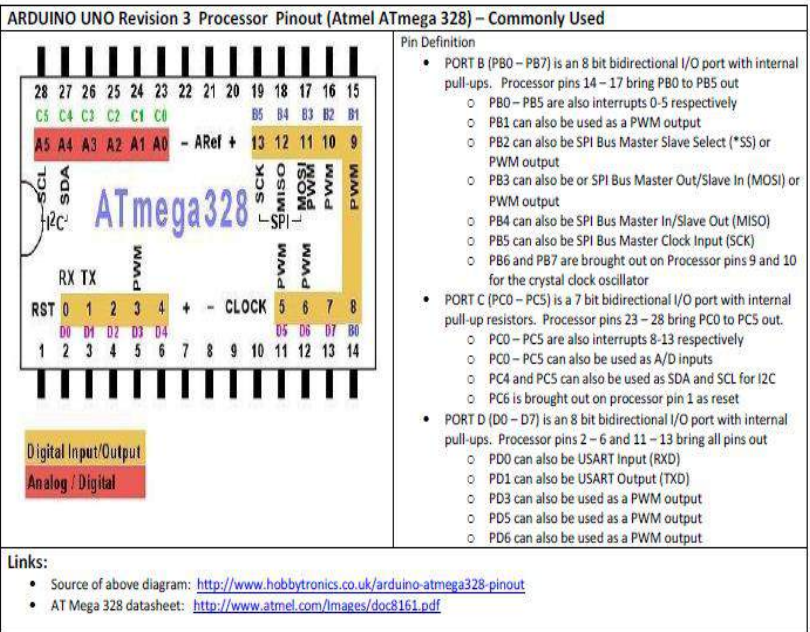 ARDUINO UNO Revision 3 Processor Pinout (Atmel ATmega 328) – Commonly Used
28 27 26 25 24 23 22 21 20 19 18 17 16 15
C5 C4 C3 C2 C1 C0 B5 B4 B3 B2 B1
A5 A4 A3 A2 A1 A0 - ARef + 13 12 11 10 9
SCL SDA SCK MISO MOSI PWM PWM PWM
I2C SPI
ATmega328
PWM PWM PWM
RX TX
RST 0 1 2 3 4 + - CLOCK 5 6 7 8
D0 D1 D2 D3 D4 D5 D6 D7 B0
1 2 3 4 5 6 7 8 9 10 11 12 13 14
Digital Input/Output
Analog / Digital
Pin Definition
• PORT B (PB0 – PB7) is an 8 bit bidirectional I/O port with internal
pull-ups. Processor pins 14 – 17 bring PB0 to PB5 out
o PB0 – PB5 are also interrupts 0-5 respectively
o PB1 can also be used as a PWM output
o PB2 can also be SPI Bus Master Slave Select (*SS) or
PWM output
o PB3 can also be or SPI Bus Master Out/Slave In (MOSI) or
PWM output
o PB4 can also be SPI Bus Master In/Slave Out (MISO)
o PB5 can also be SPI Bus Master Clock Input (SCK)
o PB6 and PB7 are brought out on Processor pins 9 and 10
for the crystal clock oscillator
• PORT C (PC0 – PC5) is a 7 bit bidirectional I/O port with internal
pull-up resistors. Processor pins 23 – 28 bring PC0 to PC5 out.
o PC0 – PC5 are also interrupts 8-13 respectively
o PC0 – PC5 can also be used as A/D inputs
o PC4 and PC5 can also be used as SDA and SCL for I2C
o PC6 is brought out on processor pin 1 as reset
• PORT D (D0 – D7) is an 8 bit bidirectional I/O port with internal
pull-ups. Processor pins 2 – 6 and 11 – 13 bring all pins out
o PD0 can also be USART Input (RXD)
o PD1 can also be USART Output (TXD)
o PD3 can also be used as a PWM output
o PD5 can also be used as a PWM output
o PD6 can also be used as a PWM output
Links:
• Source of above diagram: http://www.hobbytronics.co.uk/arduino-atmega328-pinout
• AT Mega 328 datasheet: http://www.atmel.com/Images/doc8161.pdf